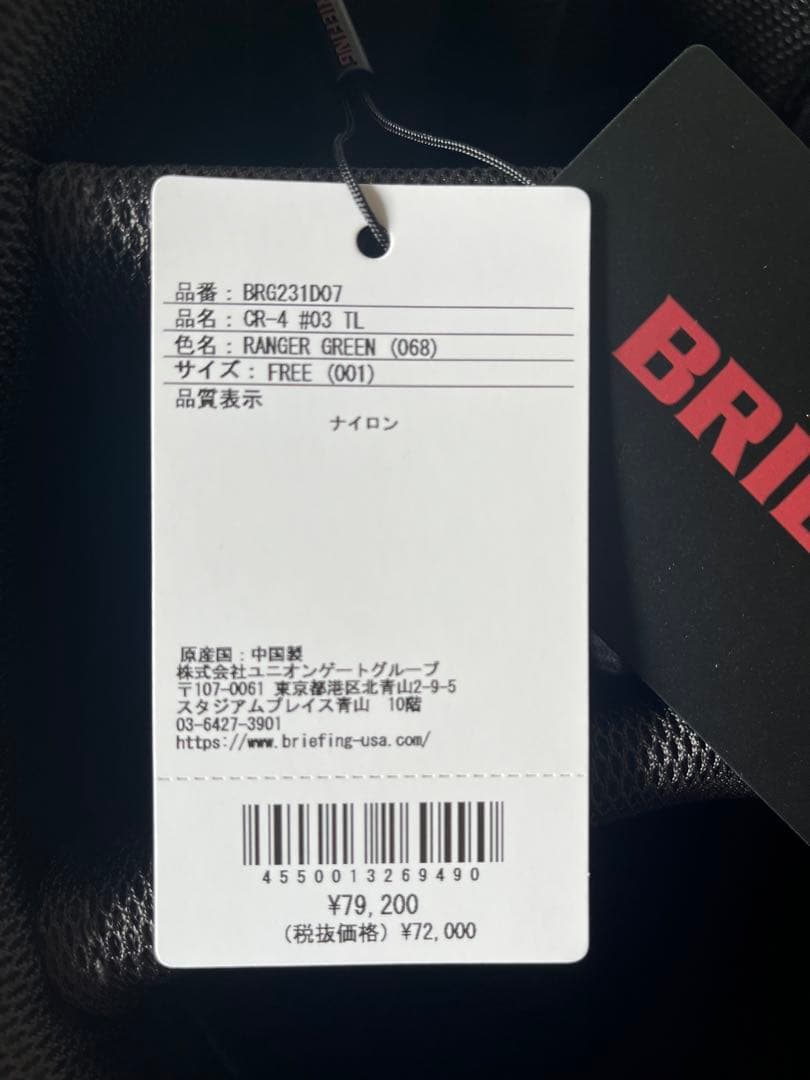 BRIEFING
品番：BRG231D07
品名：CR-4 #03 TL
色名：RANGER GREEN (068)
サイズ：FREE (001)
品質表示
ナイロン
原産国：中国製
株式会社ユニオンゲートグループ
〒107-0061 東京都港区北青山2-9-5
スタジアムプレイス青山　10階
03-6427-3901
https://www.briefing-usa.com/
4550013269490
¥79,200
(税抜価格) ¥72,000
BRIE